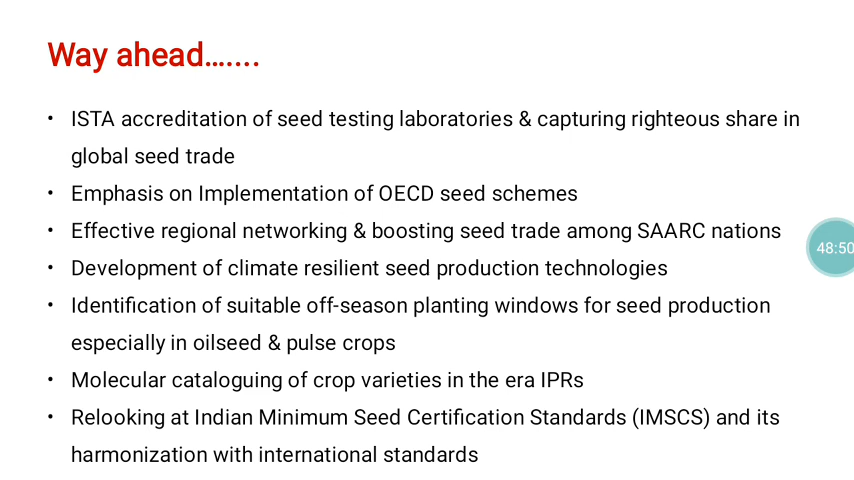 Way ahead.......
• ISTA accreditation of seed testing laboratories & capturing righteous share in
global seed trade
• Emphasis on Implementation of OECD seed schemes
• Effective regional networking & boosting seed trade among SAARC nations
48:50
• Development of climate resilient seed production technologies
• Identification of suitable off-season planting windows for seed production
especially in oilseed & pulse crops
• Molecular cataloguing of crop varieties in the era IPRs
• Relooking at Indian Minimum Seed Certification Standards (IMSCS) and its
harmonization with international standards